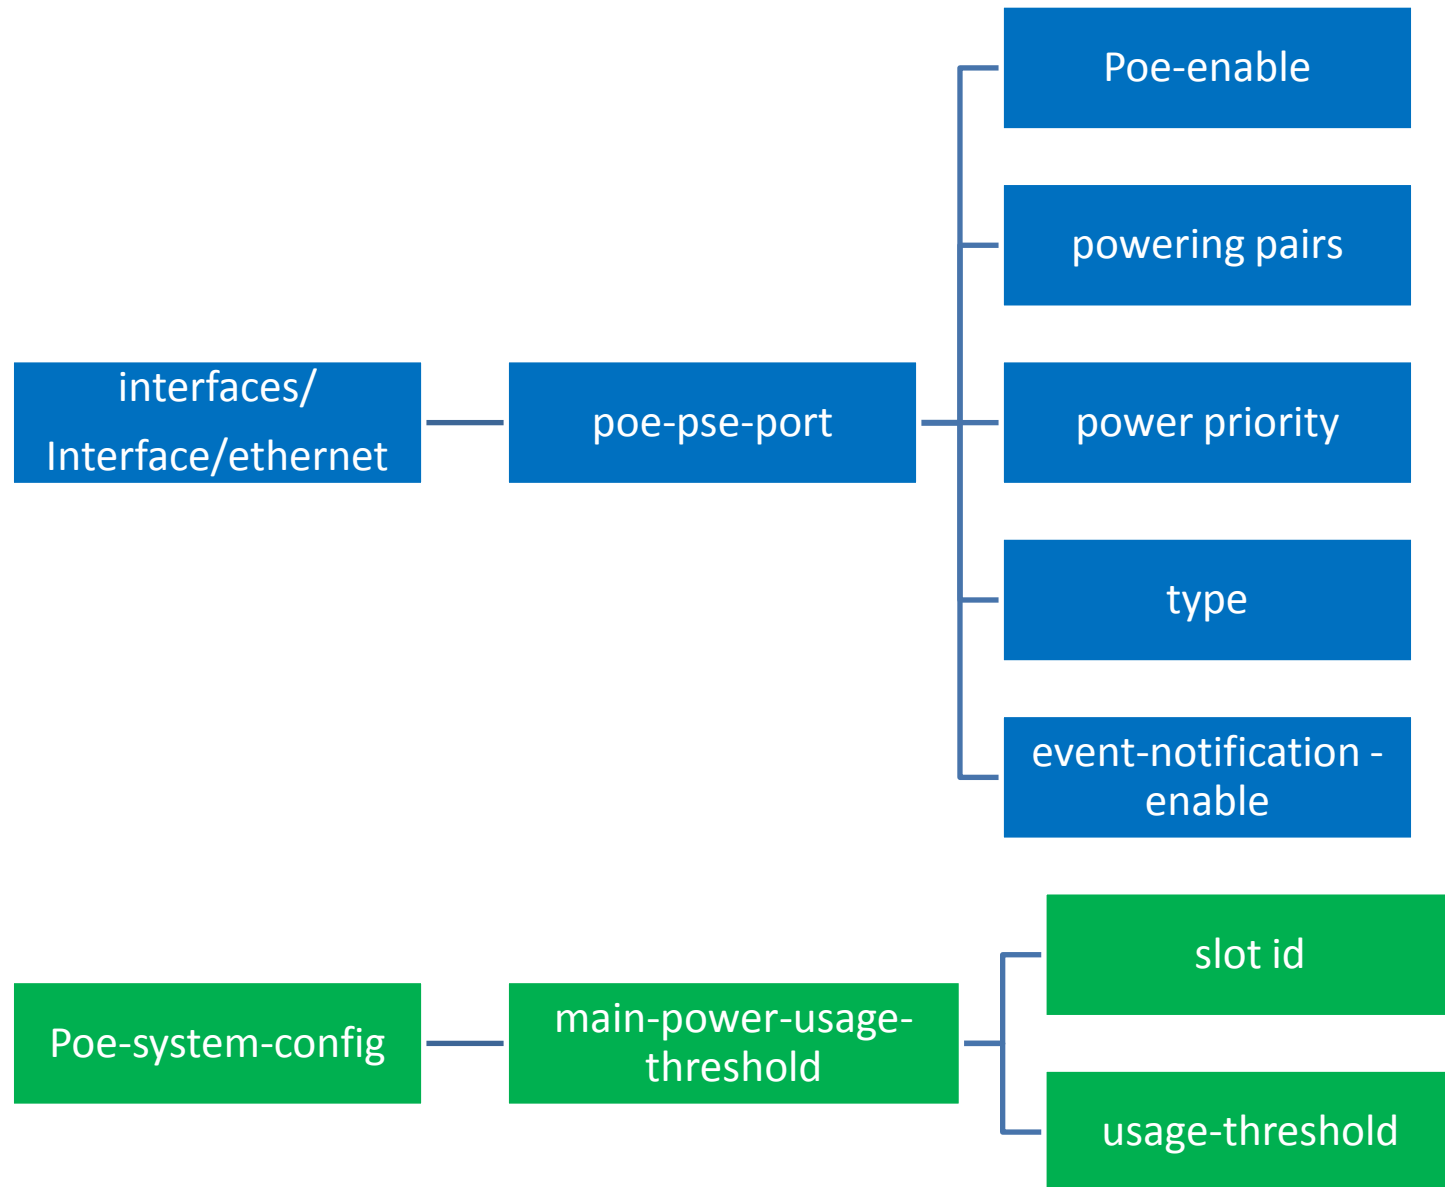 Poe-enable
powering pairs
interfaces/
Interface/ethernet
poe-pse-port
power priority
type
event-notification -
enable
slot id
Poe-system-config
main-power-usage-
threshold
usage-threshold